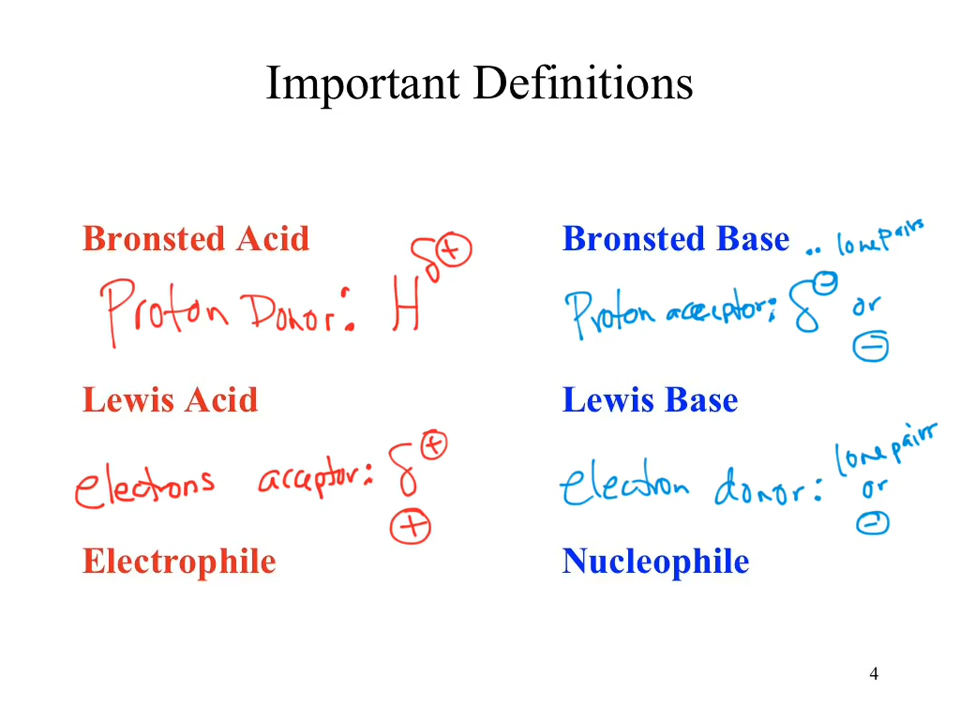 Important Definitions
Bronsted Acid
Proton Donor: H δ+
Bronsted Base
.. lone pairs
Proton acceptor: δ- or
-
Lewis Acid
electrons acceptor: δ+
+
Lewis Base
electron donor: lone pairs
or
-
Electrophile
Nucleophile
4